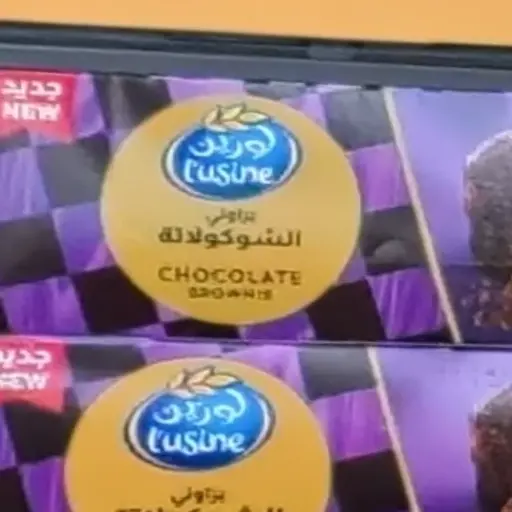 جديد
NEW
لوزين
L'usine
براوني
الشوكولاتة
CHOCOLATE
BROWNIE
جديد
NEW
لوزين
L'usine
براوني